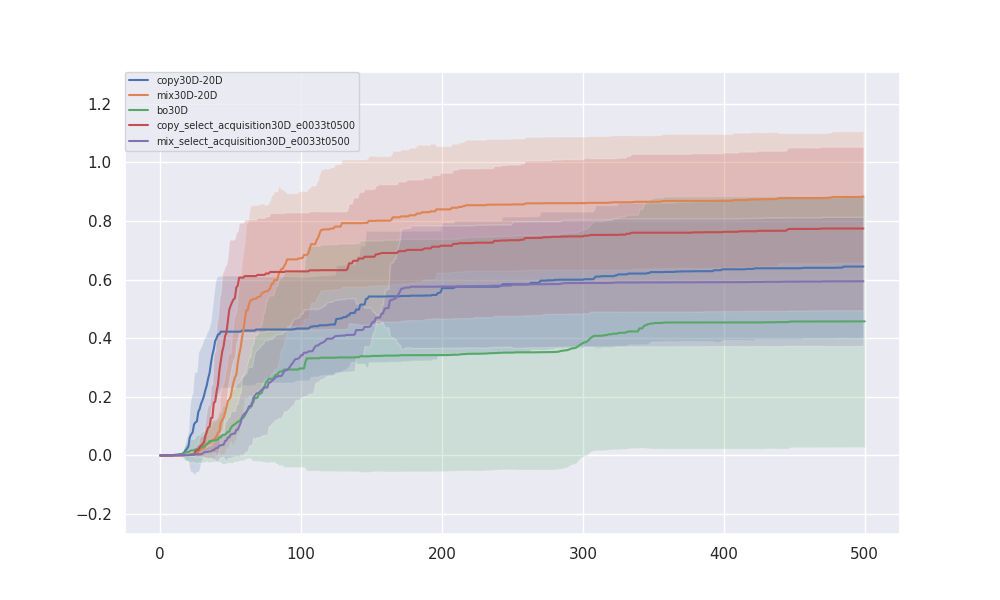 copy30D-20D
mix30D-20D
bo30D
copy_select_acquisition30D_e0033t0500
mix_select_acquisition30D_e0033t0500
1.2
1.0
0.8
0.6
0.4
0.2
0.0
−0.2
0 100 200 300 400 500